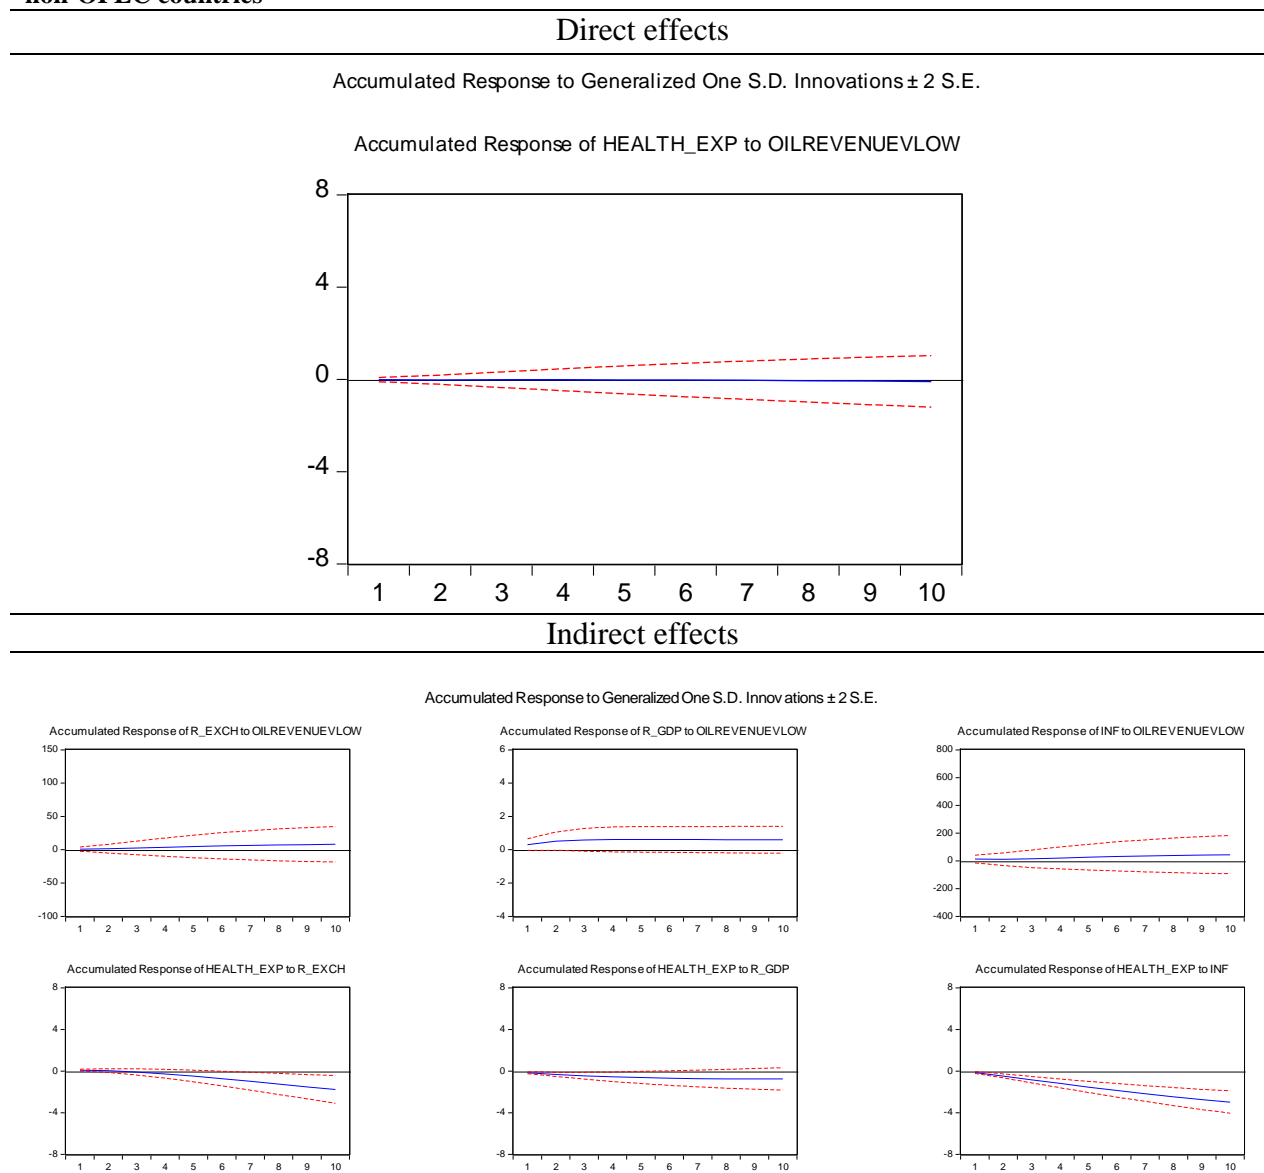 non-OPEC countries
Direct effects
Accumulated Response to Generalized One S.D. Innovations ± 2 S.E.
Accumulated Response of HEALTH_EXP to OILREVENUEVLOW
8
4
0
-4
-8
1 2 3 4 5 6 7 8 9 10
Indirect effects
Accumulated Response to Generalized One S.D. Innovations ± 2 S.E.
Accumulated Response of R_EXCH to OILREVENUEVLOW
150
100
50
0
-50
-100
1 2 3 4 5 6 7 8 9 10
Accumulated Response of R_GDP to OILREVENUEVLOW
6
4
2
0
-2
-4
1 2 3 4 5 6 7 8 9 10
Accumulated Response of INF to OILREVENUEVLOW
800
600
400
200
0
-200
-400
1 2 3 4 5 6 7 8 9 10
Accumulated Response of HEALTH_EXP to R_EXCH
8
4
0
-4
-8
1 2 3 4 5 6 7 8 9 10
Accumulated Response of HEALTH_EXP to R_GDP
8
4
0
-4
-8
1 2 3 4 5 6 7 8 9 10
Accumulated Response of HEALTH_EXP to INF
8
4
0
-4
-8
1 2 3 4 5 6 7 8 9 10